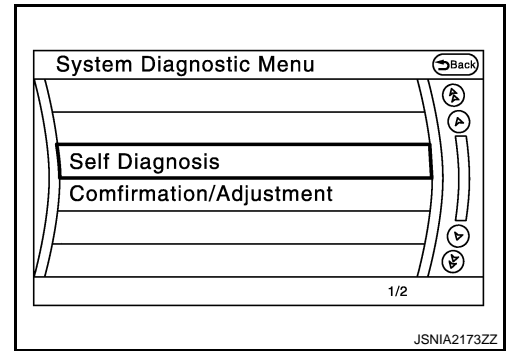 System Diagnostic Menu
Back
Self Diagnosis
Comfirmation/Adjustment
1/2
JSNIA2173ZZ